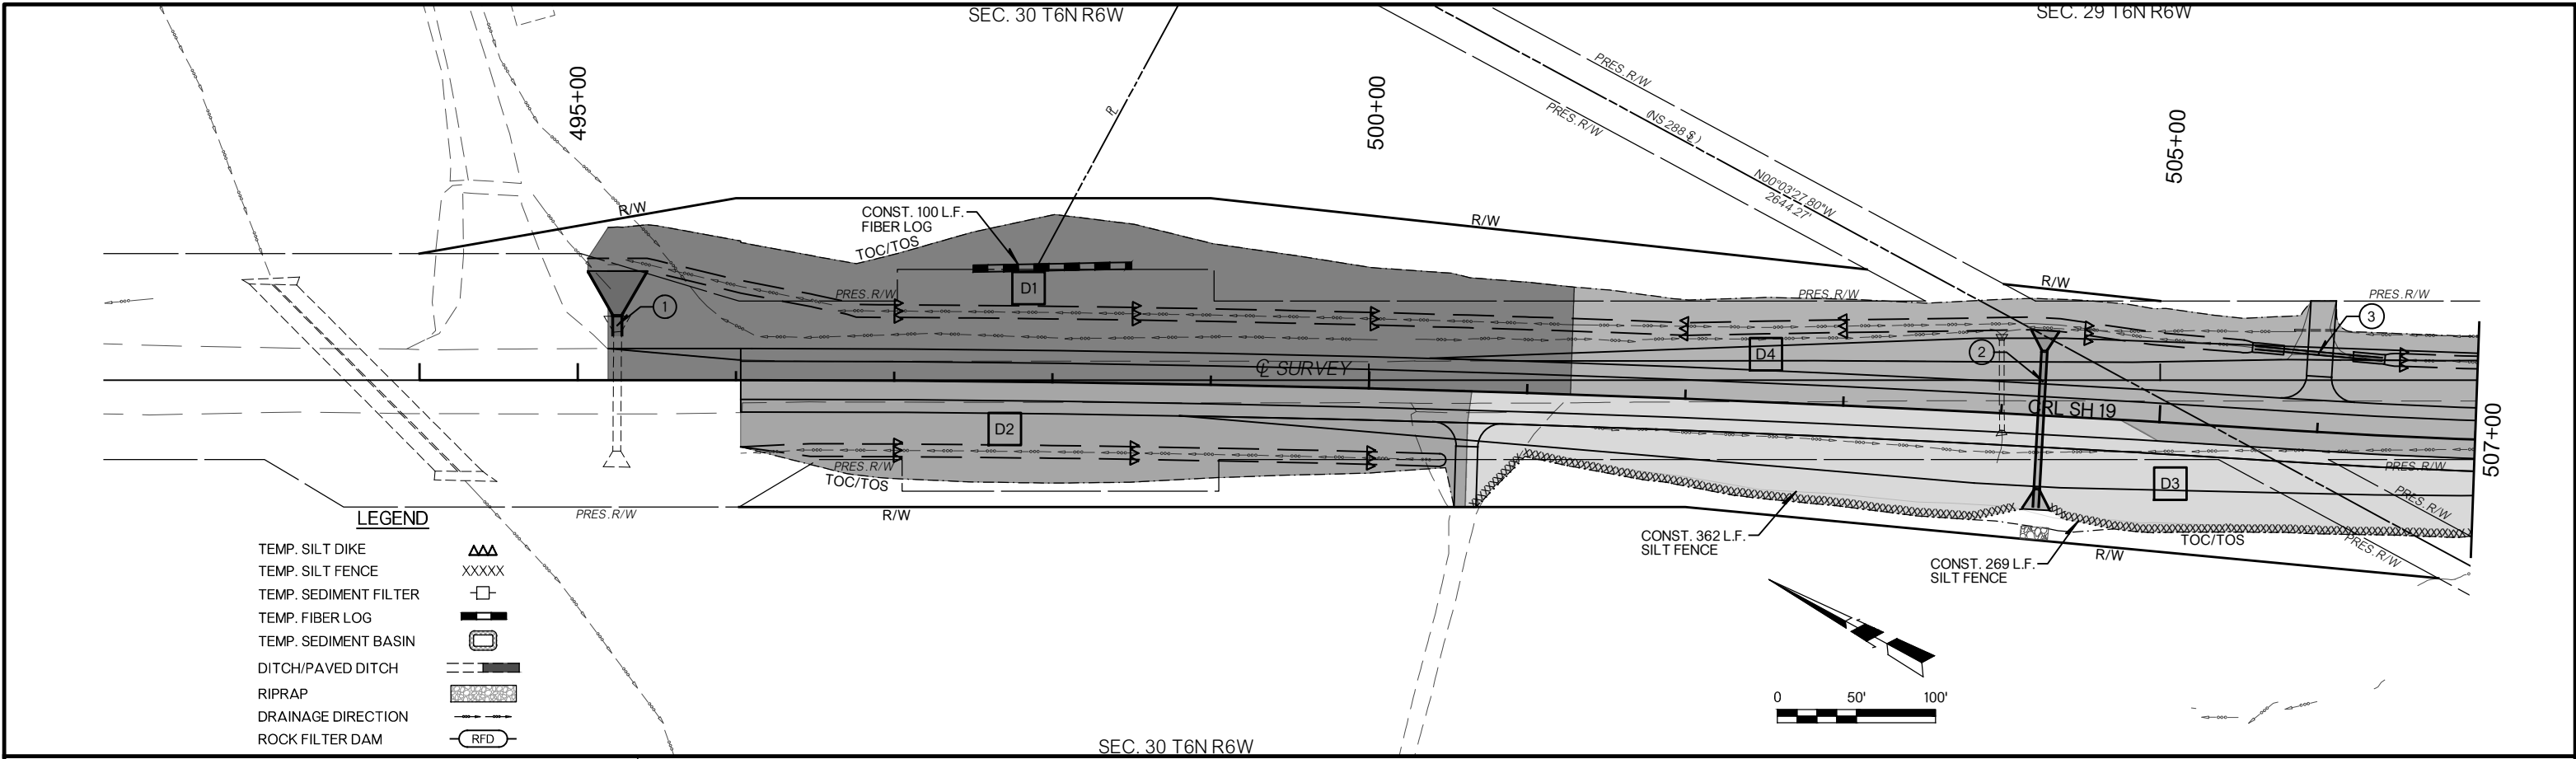 SEC. 30 T6N R6W
SEC. 29 T6N R6W
495+00
500+00
505+00
507+00
PRES. R/W
PRES. R/W
N00°03'27.80"W
2644.27'
R/W
CONST. 100 L.F.
FIBER LOG
TOC/TOS
R/W
R/W
PRES. R/W
PRES. R/W
PRES. R/W
D1
1
3
2
D4
℄ SURVEY
CRL SH 19
D2
PRES. R/W
TOC/TOS
D3
PRES. R/W
PRES. R/W
PRES. R/W
PRES. R/W
R/W
R/W
TOC/TOS
CONST. 362 L.F.
SILT FENCE
CONST. 269 L.F.
SILT FENCE
LEGEND
TEMP. SILT DIKE
TEMP. SILT FENCE XXXXX
TEMP. SEDIMENT FILTER
TEMP. FIBER LOG
TEMP. SEDIMENT BASIN
DITCH/PAVED DITCH
RIPRAP
DRAINAGE DIRECTION
ROCK FILTER DAM RFD
0 50' 100'
SEC. 30 T6N R6W